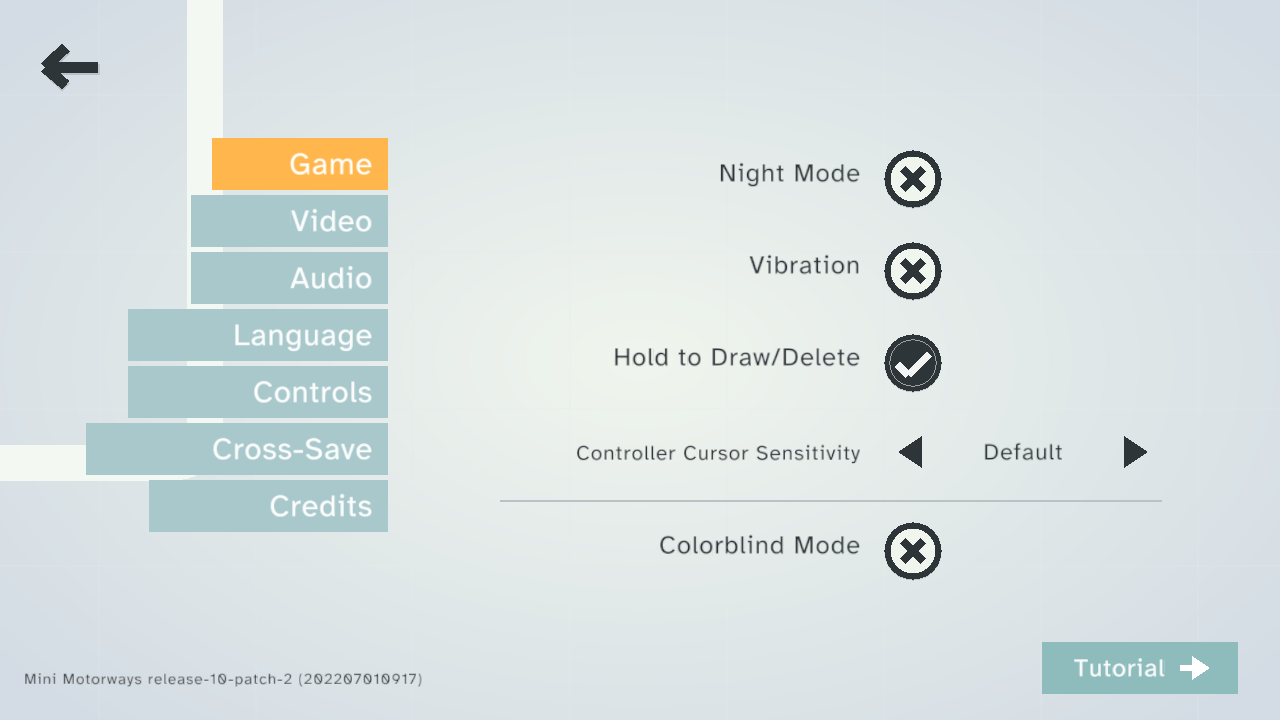 Game
Video
Audio
Language
Controls
Cross-Save
Credits
Night Mode
Vibration
Hold to Draw/Delete
Controller Cursor Sensitivity
Default
Colorblind Mode
Mini Motorways release-10-patch-2 (202207010917)
Tutorial